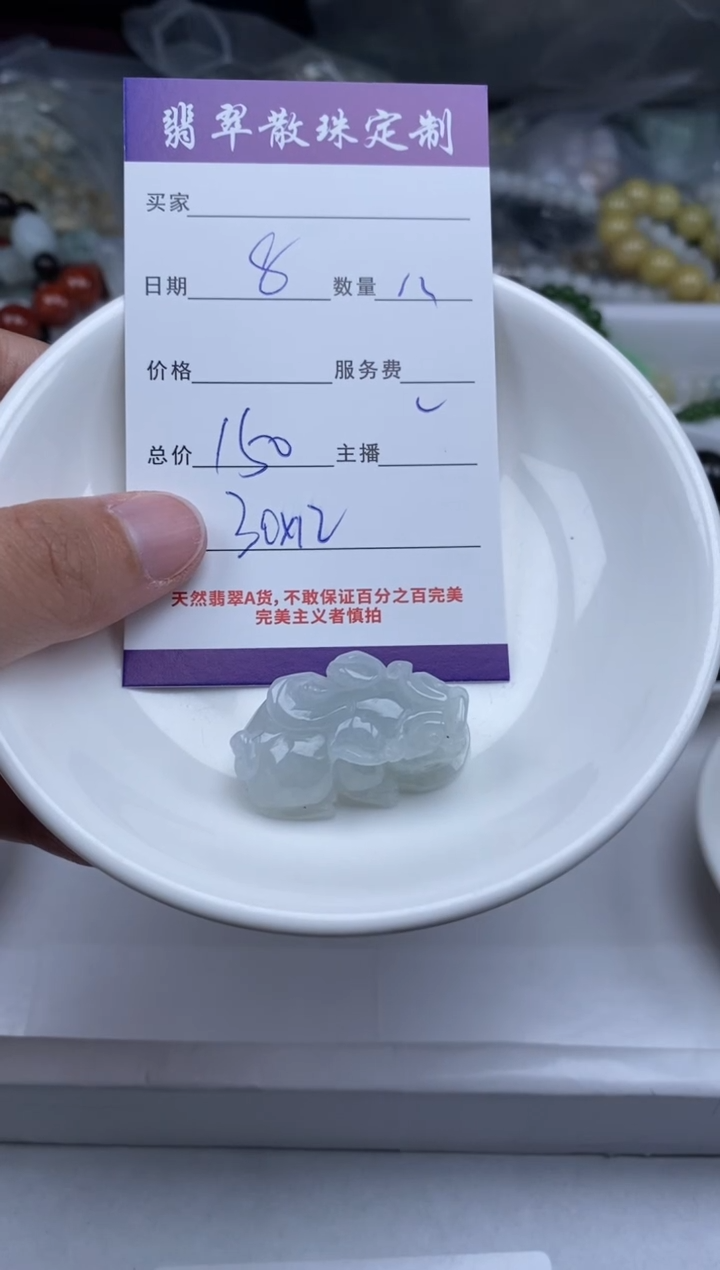 翡翠散珠定制
买家
日期 8 数量
价格 服务费
总价 150 主播
30x12
天然翡翠A货，不敢保证百分之百完美
完美主义者慎拍